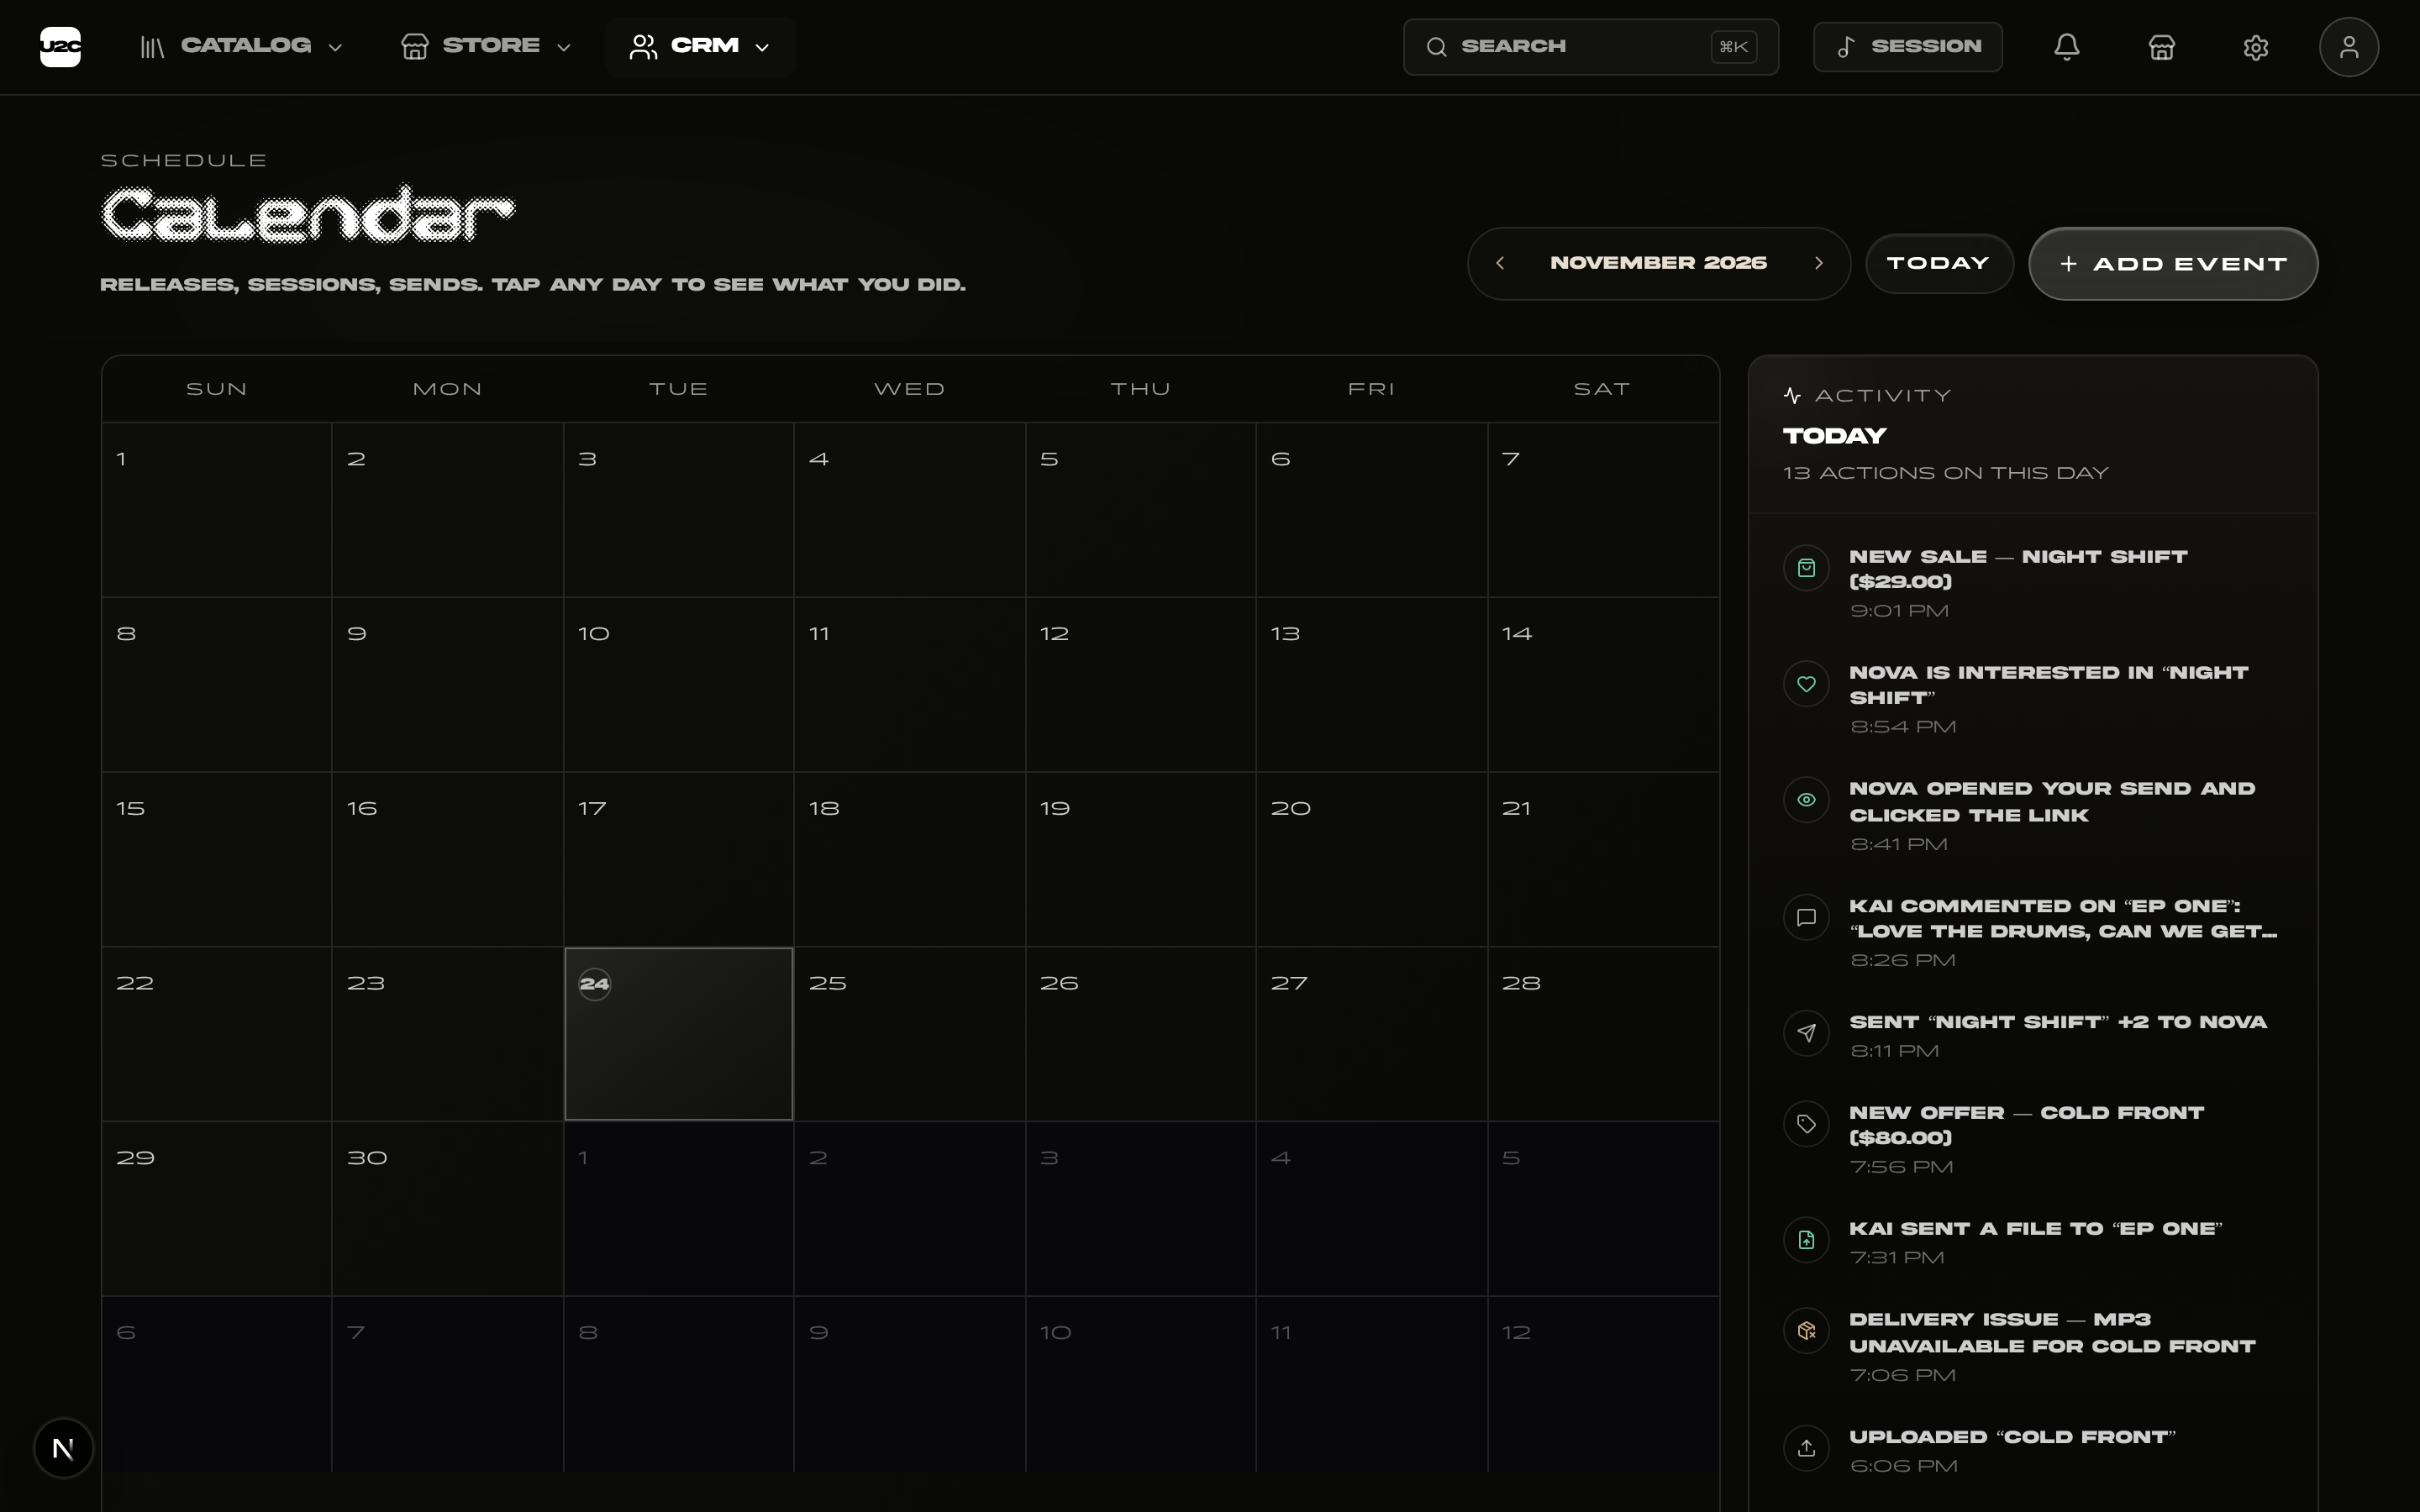 U2C
CATALOG
STORE
CRM
SEARCH
⌘K
SESSION
SCHEDULE
Calendar
RELEASES, SESSIONS, SENDS. TAP ANY DAY TO SEE WHAT YOU DID.
NOVEMBER 2026
TODAY
+ ADD EVENT
SUN MON TUE WED THU FRI SAT
1 2 3 4 5 6 7
8 9 10 11 12 13 14
15 16 17 18 19 20 21
22 23 24 25 26 27 28
29 30 1 2 3 4 5
6 7 8 9 10 11 12
ACTIVITY
TODAY
13 ACTIONS ON THIS DAY
NEW SALE — NIGHT SHIFT
($29.00)
9:01 PM
NOVA IS INTERESTED IN “NIGHT
SHIFT”
8:54 PM
NOVA OPENED YOUR SEND AND
CLICKED THE LINK
8:41 PM
KAI COMMENTED ON “EP ONE”:
“LOVE THE DRUMS, CAN WE GET…
8:26 PM
SENT “NIGHT SHIFT” +2 TO NOVA
8:11 PM
NEW OFFER — COLD FRONT
($80.00)
7:56 PM
KAI SENT A FILE TO “EP ONE”
7:31 PM
DELIVERY ISSUE — MP3
UNAVAILABLE FOR COLD FRONT
7:06 PM
UPLOADED “COLD FRONT”
6:06 PM
N